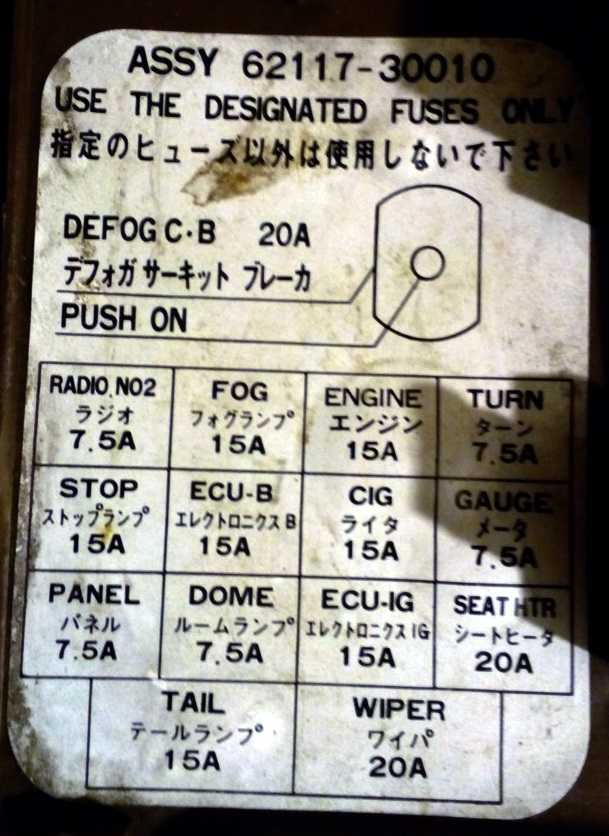 ASSY 62117-30010
USE THE DESIGNATED FUSES ONLY
指定のヒューズ以外は使用しないで下さい
DEFOG C・B 20A
デフォガ サーキット ブレーカ
PUSH ON
RADIO. NO2
ラジオ
7.5A
FOG
フォグランプ
15A
ENGINE
エンジン
15A
TURN
ターン
7.5A
STOP
ストップランプ
15A
ECU-B
エレクトロニクス B
15A
CIG
ライタ
15A
GAUGE
メータ
7.5A
PANEL
パネル
7.5A
DOME
ルームランプ
7.5A
ECU-IG
エレクトロニクス IG
15A
SEAT HTR
シートヒータ
20A
TAIL
テールランプ
15A
WIPER
ワイパ
20A